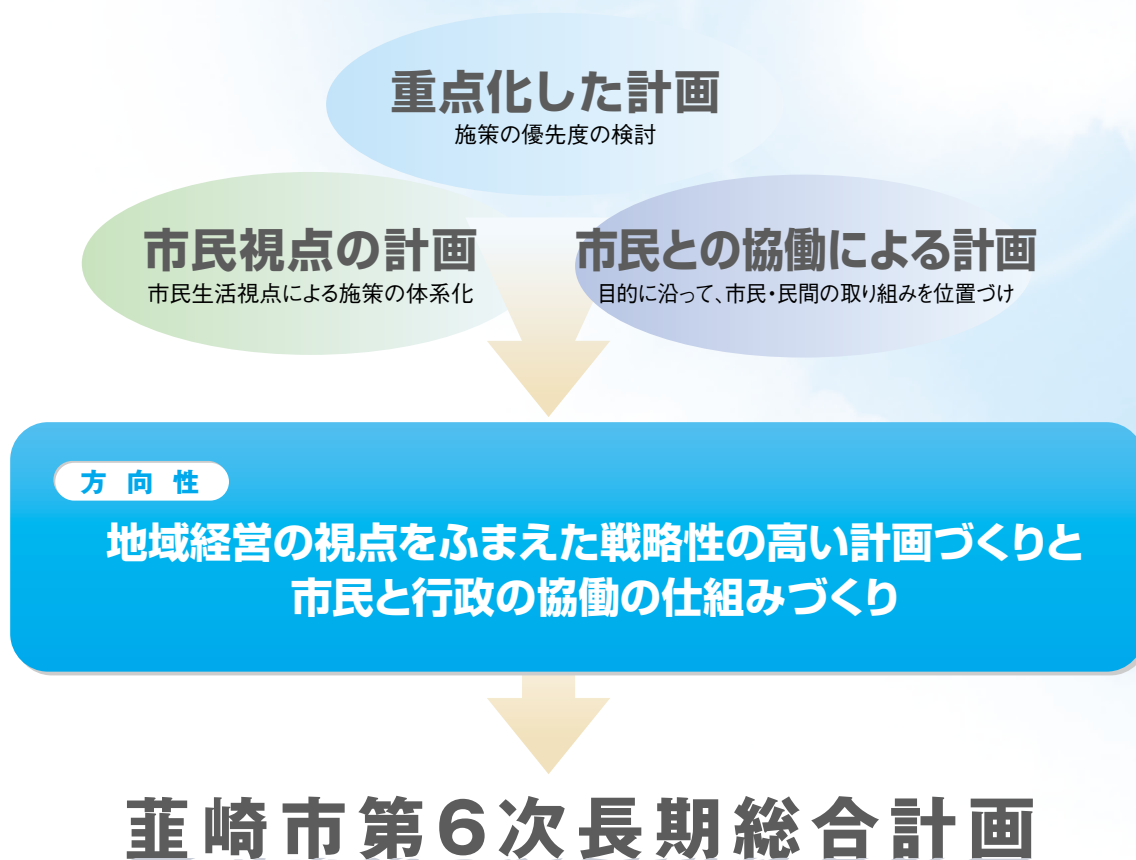 重点化した計画
施策の優先度の検討
市民視点の計画
市民生活視点による施策の体系化
市民との協働による計画
目的に沿って、市民・民間の取り組みを位置づけ
方向性
地域経営の視点をふまえた戦略性の高い計画づくりと
市民と行政の協働の仕組みづくり
韮崎市第6次長期総合計画